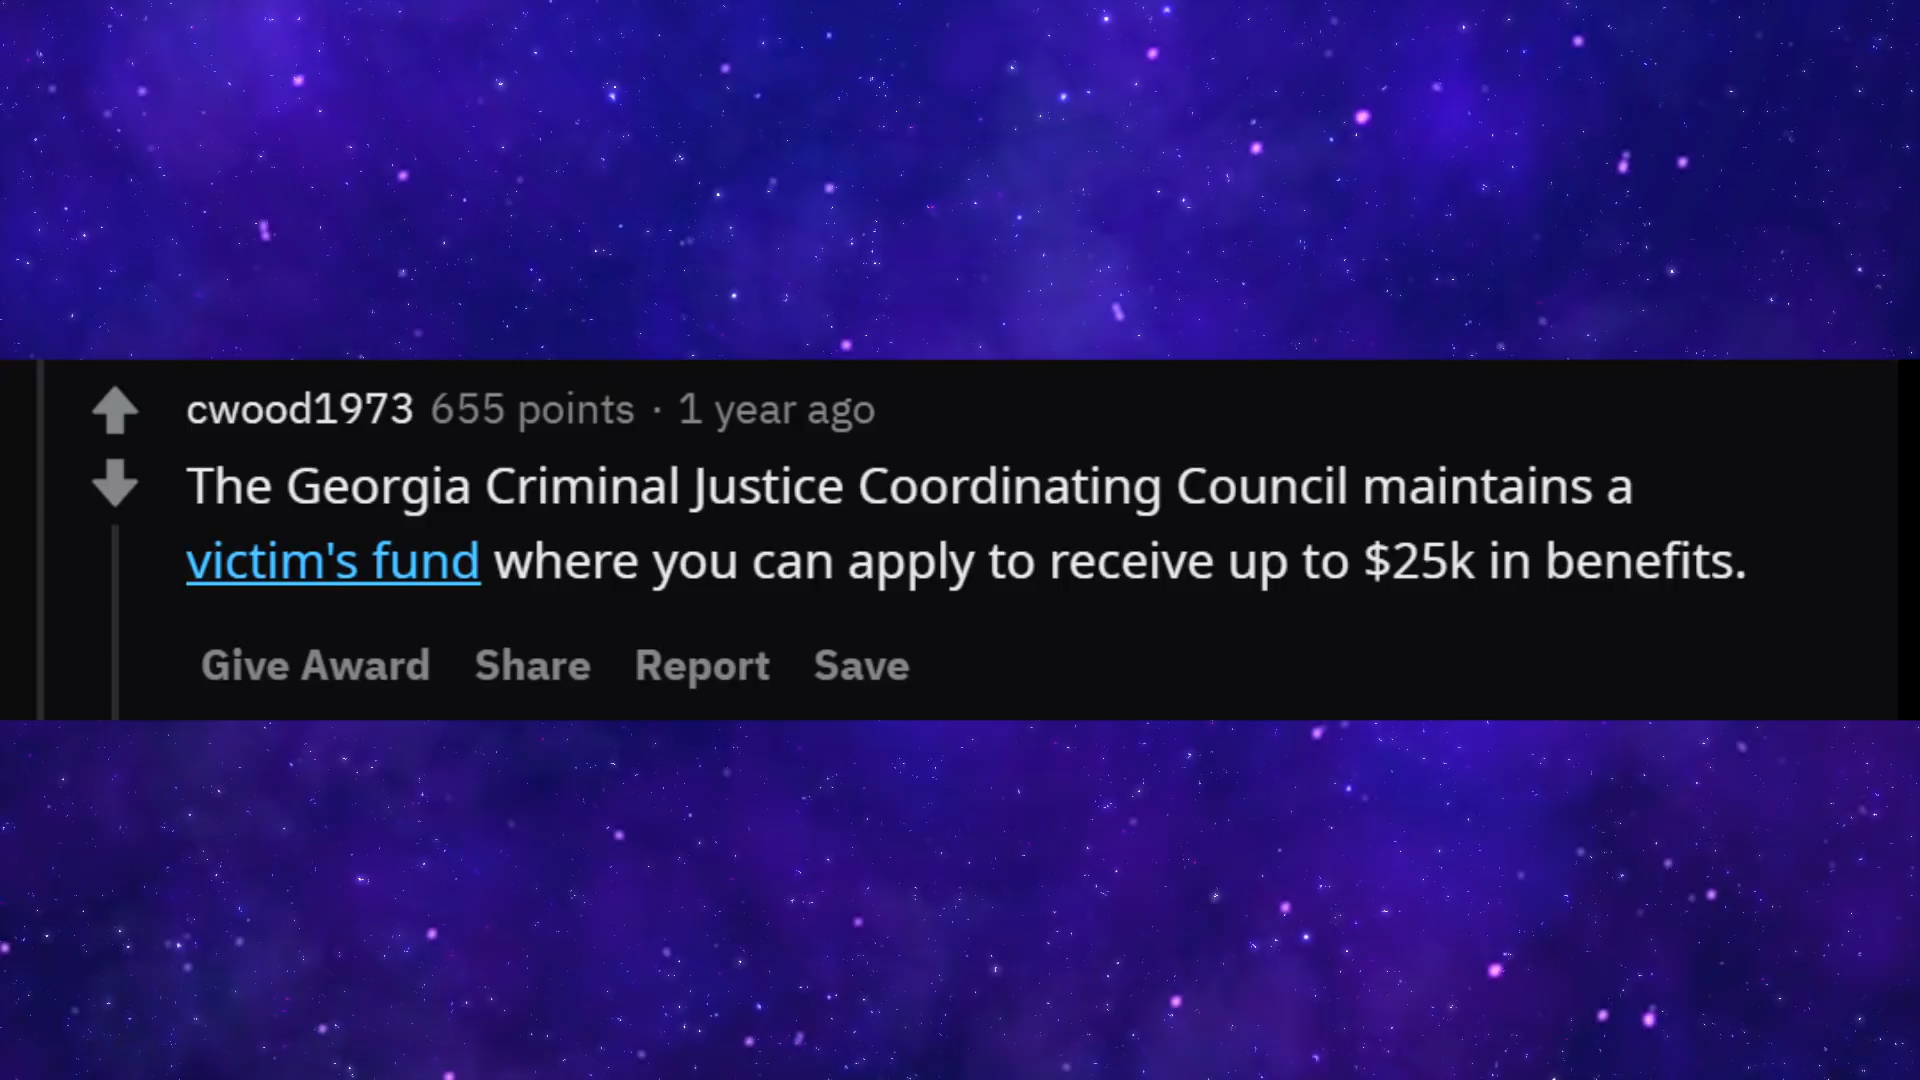 cwood1973 655 points · 1 year ago
The Georgia Criminal Justice Coordinating Council maintains a
victim's fund where you can apply to receive up to $25k in benefits.
Give Award Share Report Save